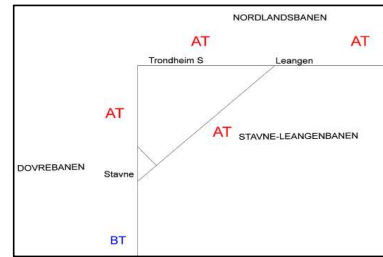 NORDLANDSBANEN
AT
AT
Trondheim S
Leangen
AT
AT
STAVNE-LEANGENBANEN
DOVREBANEN
Stavne
BT